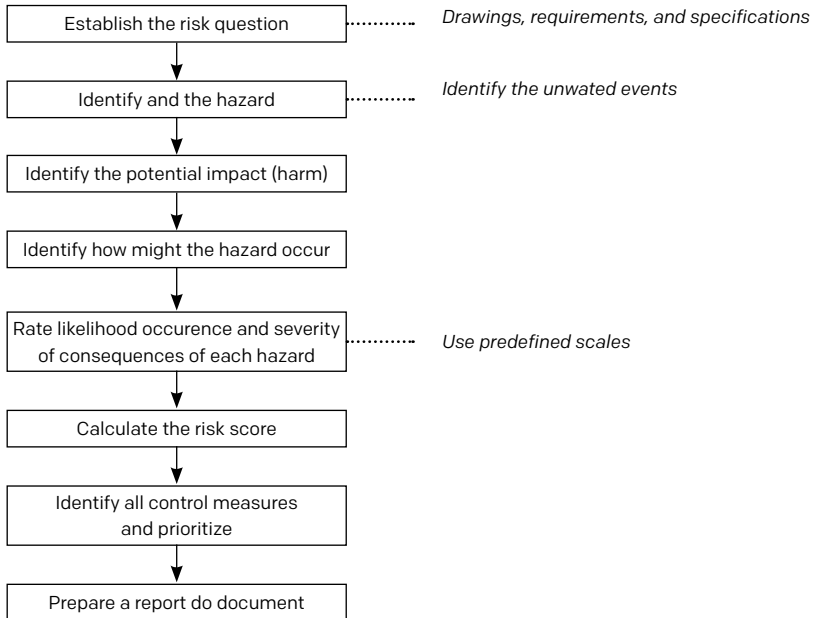 Establish the risk question
Drawings, requirements, and specifications
Identify and the hazard
Identify the unwated events
Identify the potential impact (harm)
Identify how might the hazard occur
Rate likelihood occurence and severity
of consequences of each hazard
Use predefined scales
Calculate the risk score
Identify all control measures
and prioritize
Prepare a report do document